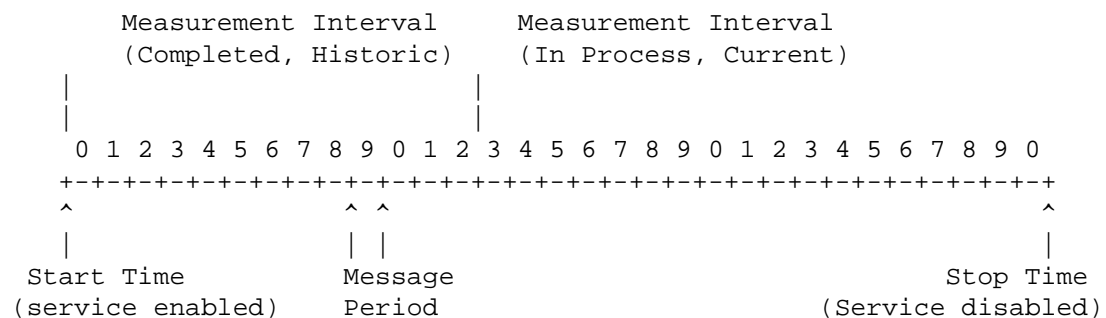 Measurement Interval Measurement Interval
(Completed, Historic) (In Process, Current)
| |
| |
0 1 2 3 4 5 6 7 8 9 0 1 2 3 4 5 6 7 8 9 0 1 2 3 4 5 6 7 8 9 0
+-+-+-+-+-+-+-+-+-+-+-+-+-+-+-+-+-+-+-+-+-+-+-+-+-+-+-+-+-+-+-+
^ ^ ^ ^
| | | |
Start Time Message Stop Time
(service enabled) Period (Service disabled)